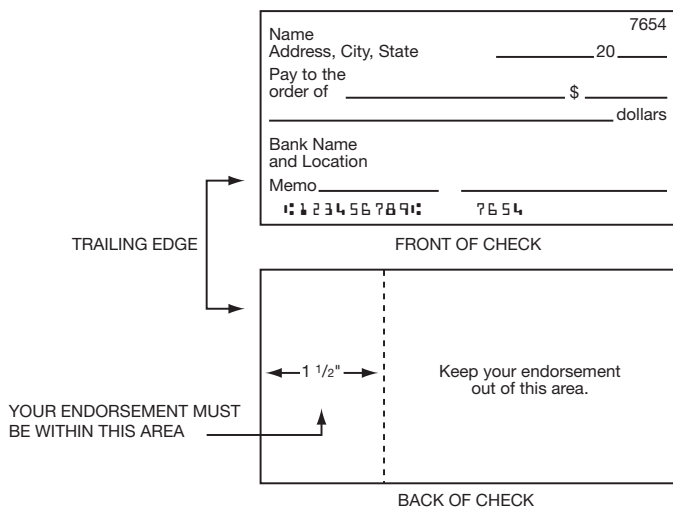 7654
Name
Address, City, State 20
Pay to the
order of $
dollars
Bank Name
and Location
Memo
⑆123456789⑆ 7654
TRAILING EDGE
FRONT OF CHECK
1 1/2"
Keep your endorsement
out of this area.
YOUR ENDORSEMENT MUST
BE WITHIN THIS AREA
BACK OF CHECK